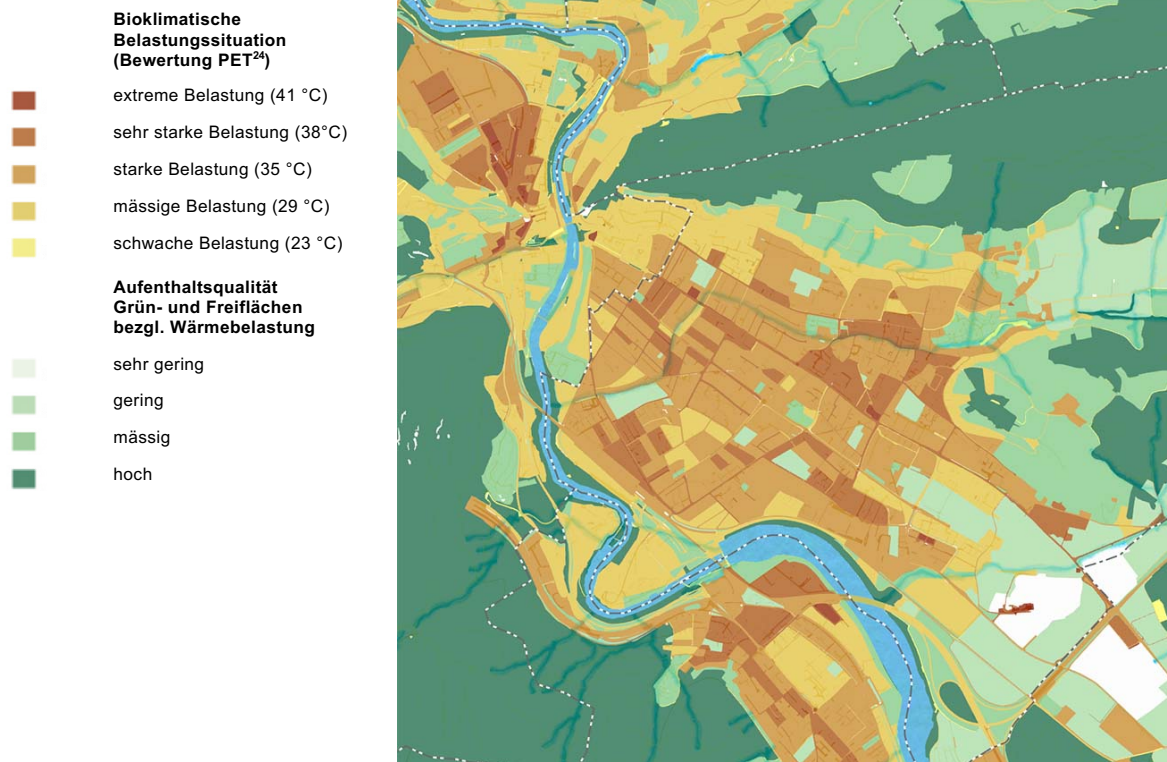 Bioklimatische
Belastungssituation
(Bewertung PET²⁴)
extreme Belastung (41 °C)
sehr starke Belastung (38°C)
starke Belastung (35 °C)
mässige Belastung (29 °C)
schwache Belastung (23 °C)
Aufenthaltsqualität
Grün- und Freiflächen
bezgl. Wärmebelastung
sehr gering
gering
mässig
hoch